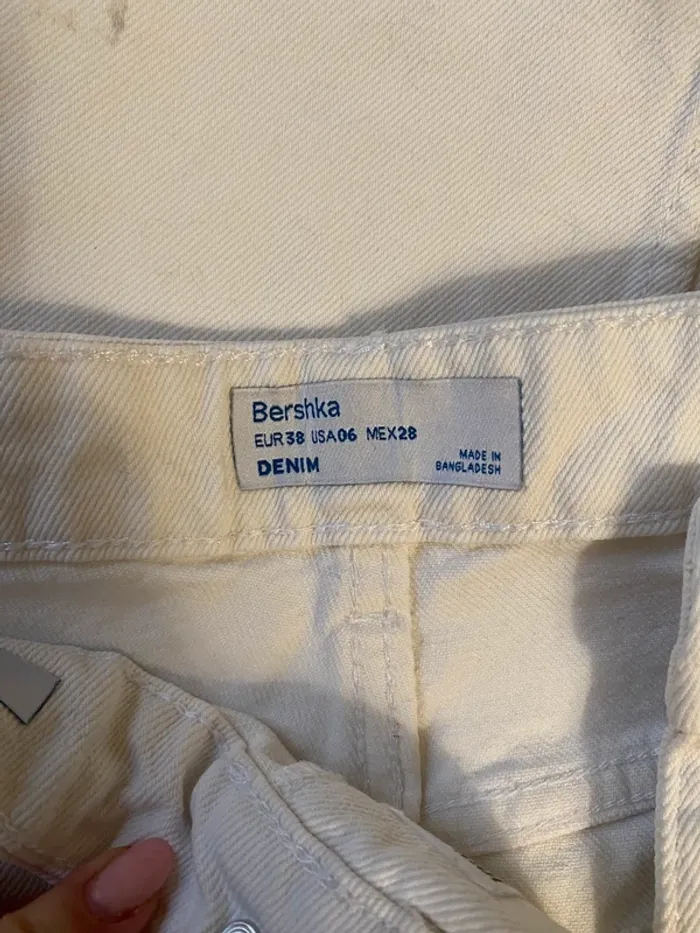 Bershka
EUR38 USA06 MEX28
DENIM
MADE IN
BANGLADESH